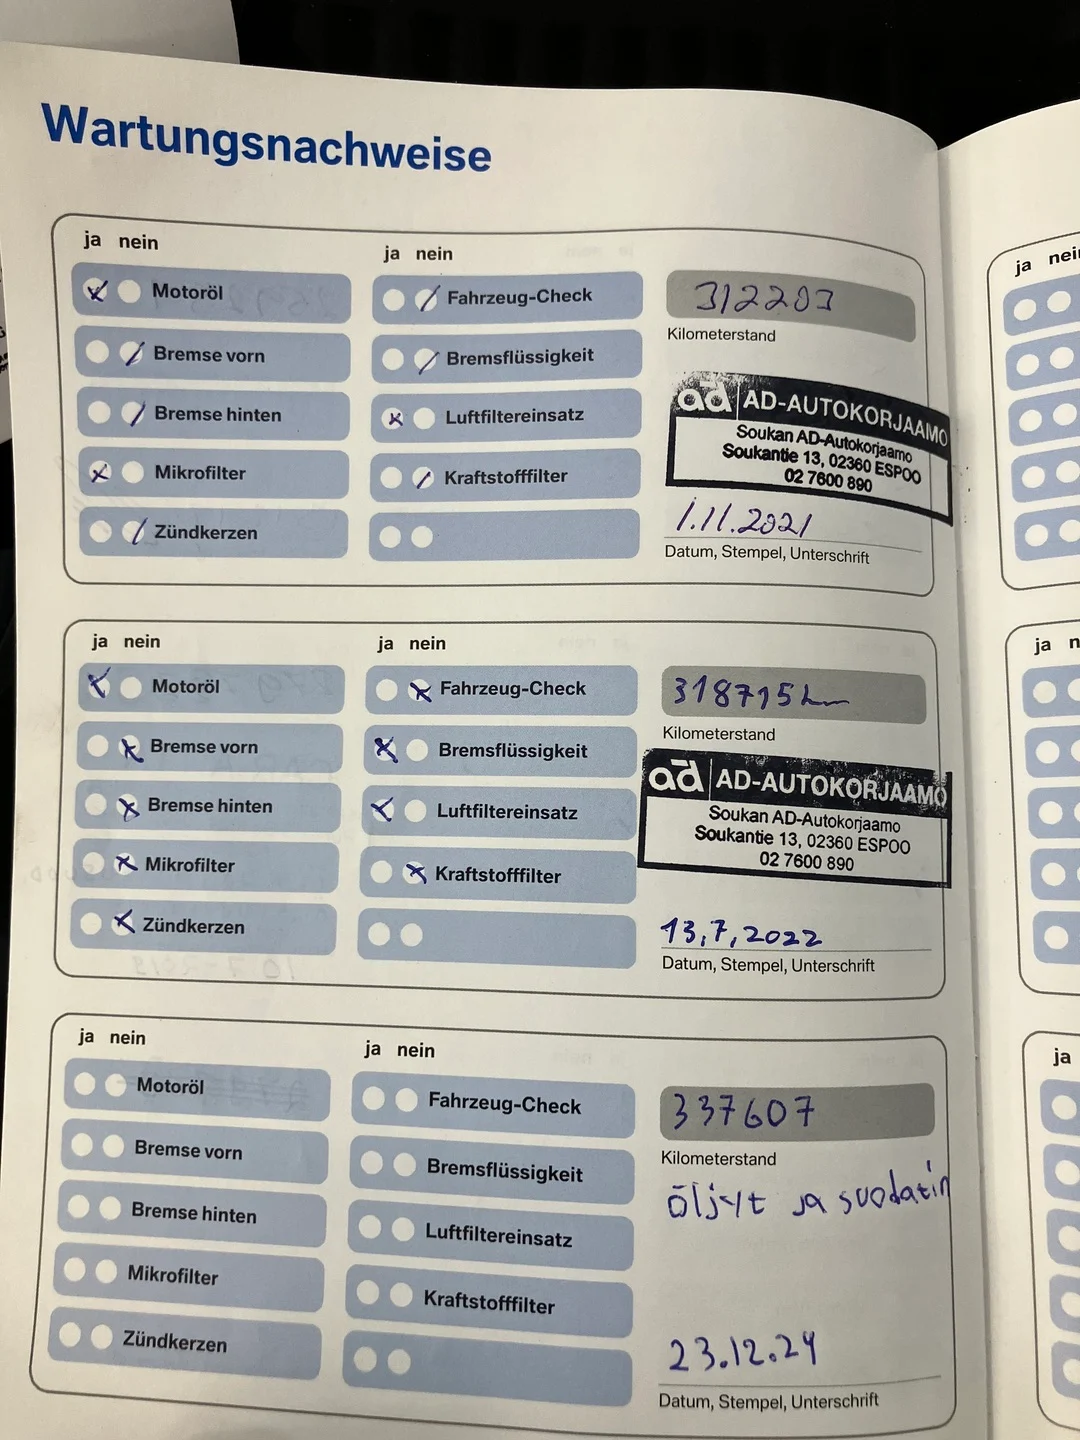 Wartungsnachweise
ja nein
Motoröl
Bremse vorn
Bremse hinten
Mikrofilter
Zündkerzen
ja nein
Fahrzeug-Check
Bremsflüssigkeit
Luftfiltereinsatz
Kraftstofffilter
312203
Kilometerstand
ad AD-AUTOKORJAAMO
Soukan AD-Autokorjaamo
Soukantie 13, 02360 ESPOO
02 7600 890
1.11.2021
Datum, Stempel, Unterschrift
ja nein
Motoröl
Bremse vorn
Bremse hinten
Mikrofilter
Zündkerzen
ja nein
Fahrzeug-Check
Bremsflüssigkeit
Luftfiltereinsatz
Kraftstofffilter
318715 km
Kilometerstand
ad AD-AUTOKORJAAMO
Soukan AD-Autokorjaamo
Soukantie 13, 02360 ESPOO
02 7600 890
13,7,2022
Datum, Stempel, Unterschrift
ja nein
Motoröl
Bremse vorn
Bremse hinten
Mikrofilter
Zündkerzen
ja nein
Fahrzeug-Check
Bremsflüssigkeit
Luftfiltereinsatz
Kraftstofffilter
337607
Kilometerstand
öljyt ja suodatin
23.12.24
Datum, Stempel, Unterschrift
ja nein
ja
ja